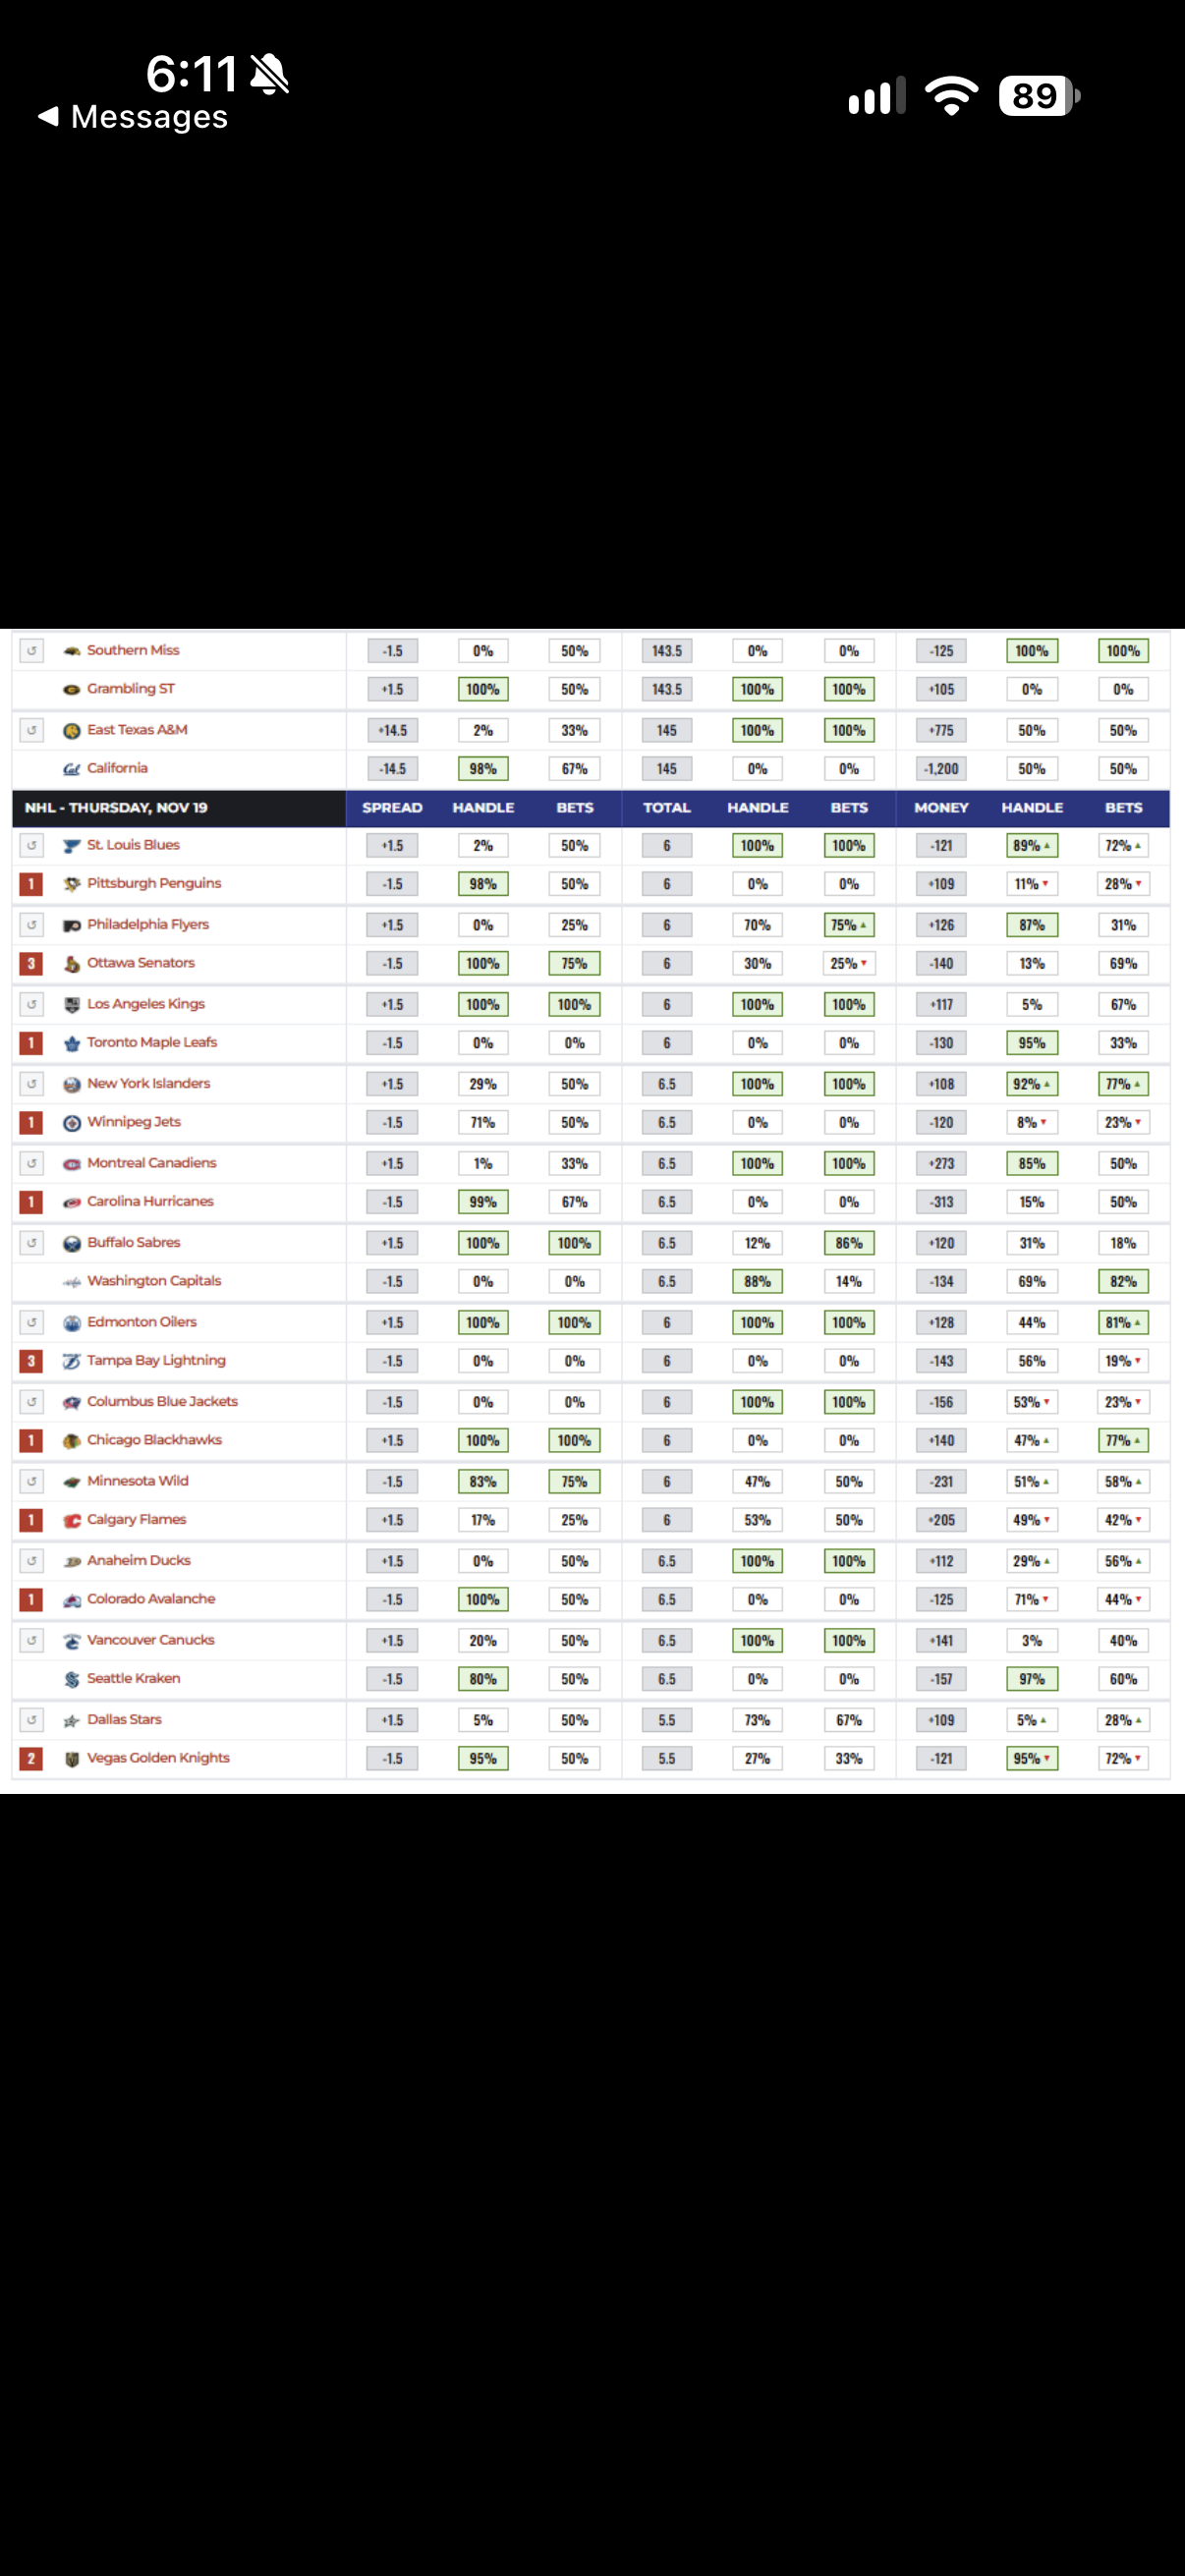 6:11
Messages
89
Southern Miss -1.5 0% 50% 143.5 0% 0% -125 100% 100%
Grambling ST +1.5 100% 50% 143.5 100% 100% +105 0% 0%
East Texas A&M +14.5 2% 33% 145 100% 100% +775 50% 50%
Cal California -14.5 98% 67% 145 0% 0% -1,200 50% 50%
NHL - THURSDAY, NOV 19 SPREAD HANDLE BETS TOTAL HANDLE BETS MONEY HANDLE BETS
St. Louis Blues +1.5 2% 50% 6 100% 100% -121 89% 72%
1 Pittsburgh Penguins -1.5 98% 50% 6 0% 0% +109 11% 28%
Philadelphia Flyers +1.5 0% 25% 6 70% 75% +126 87% 31%
3 Ottawa Senators -1.5 100% 75% 6 30% 25% -140 13% 69%
Los Angeles Kings +1.5 100% 100% 6 100% 100% +117 5% 67%
1 Toronto Maple Leafs -1.5 0% 0% 6 0% 0% -130 95% 33%
New York Islanders +1.5 29% 50% 6.5 100% 100% +108 92% 77%
1 Winnipeg Jets -1.5 71% 50% 6.5 0% 0% -120 8% 23%
Montreal Canadiens +1.5 1% 33% 6.5 100% 100% +273 85% 50%
1 Carolina Hurricanes -1.5 99% 67% 6.5 0% 0% -313 15% 50%
Buffalo Sabres +1.5 100% 100% 6.5 12% 86% +120 31% 18%
Washington Capitals -1.5 0% 0% 6.5 88% 14% -134 69% 82%
Edmonton Oilers +1.5 100% 100% 6 100% 100% +128 44% 81%
3 Tampa Bay Lightning -1.5 0% 0% 6 0% 0% -143 56% 19%
Columbus Blue Jackets -1.5 0% 0% 6 100% 100% -156 53% 23%
1 Chicago Blackhawks +1.5 100% 100% 6 0% 0% +140 47% 77%
Minnesota Wild -1.5 83% 75% 6 47% 50% -231 51% 58%
1 Calgary Flames +1.5 17% 25% 6 53% 50% +205 49% 42%
Anaheim Ducks +1.5 0% 50% 6.5 100% 100% +112 29% 56%
1 Colorado Avalanche -1.5 100% 50% 6.5 0% 0% -125 71% 44%
Vancouver Canucks +1.5 20% 50% 6.5 100% 100% +141 3% 40%
Seattle Kraken -1.5 80% 50% 6.5 0% 0% -157 97% 60%
Dallas Stars +1.5 5% 50% 5.5 73% 67% +109 5% 28%
2 Vegas Golden Knights -1.5 95% 50% 5.5 27% 33% -121 95% 72%